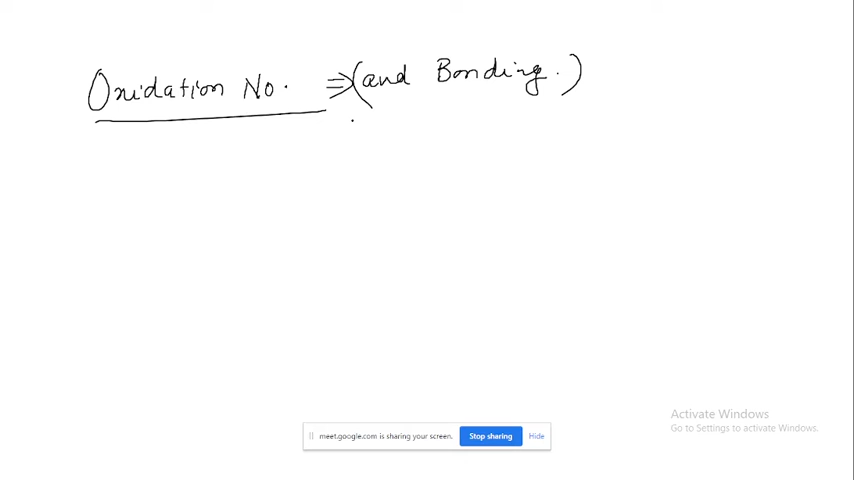 Oxidation No. ⇒ (and Bonding.)
meet.google.com is sharing your screen. Stop sharing Hide
Activate Windows
Go to Settings to activate Windows.